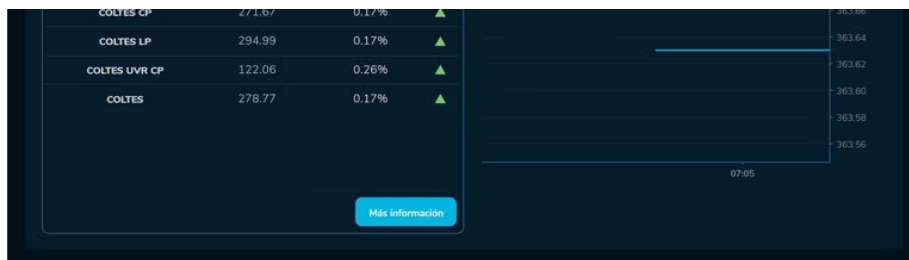 COLTES CP 271.67 0.17% ▲
COLTES LP 294.99 0.17% ▲
COLTES UVR CP 122.06 0.26% ▲
COLTES 278.77 0.17% ▲
Más información
363.66
363.64
363.62
363.60
363.58
363.56
07:05